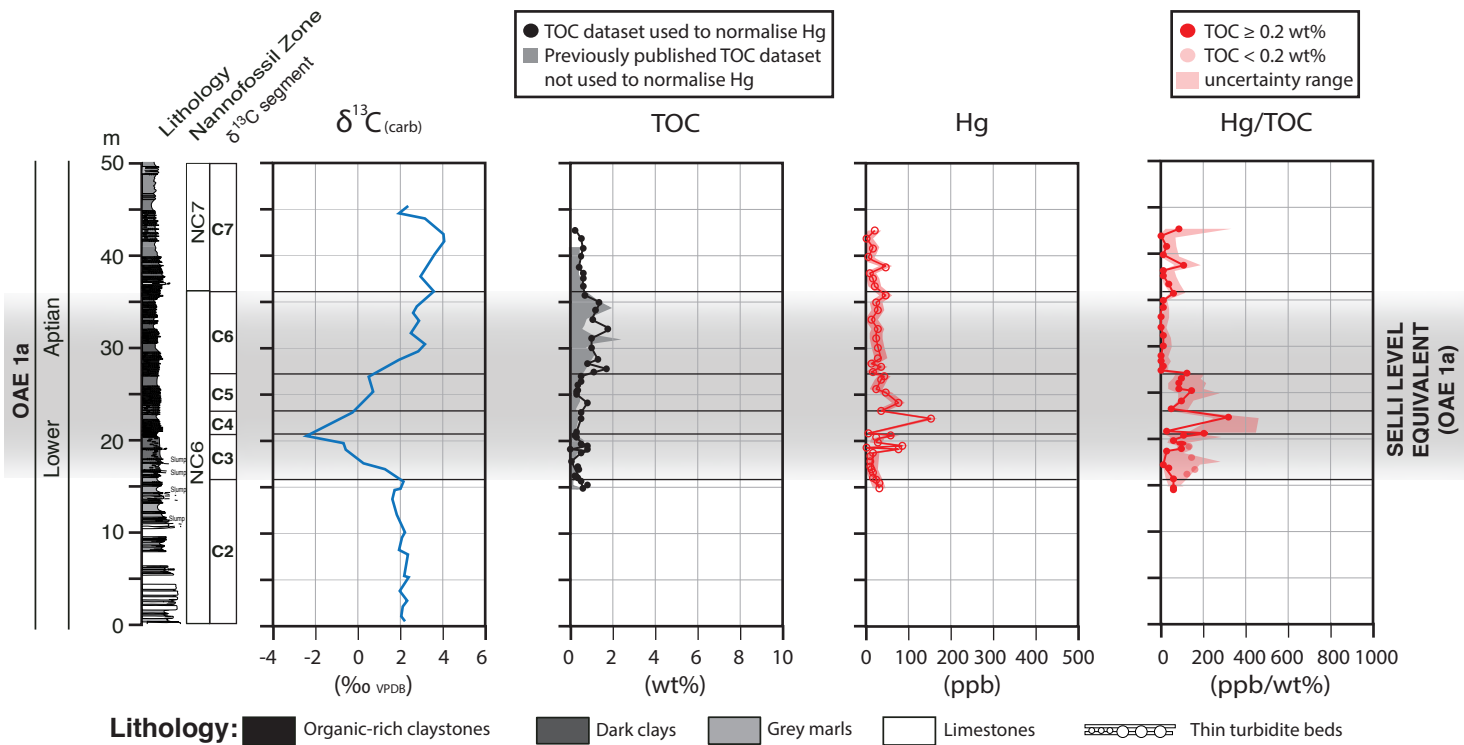 TOC dataset used to normalise Hg
Previously published TOC dataset
not used to normalise Hg
TOC ≥ 0.2 wt%
TOC < 0.2 wt%
uncertainty range
Lithology
Nannofossil Zone
δ13C segment
m
δ13C (carb)
TOC
Hg
Hg/TOC
50
40
30
20
10
0
OAE 1a
Lower Aptian
NC7
NC6
C7
C6
C5
C4
C3
C2
Slump
Slump
Slump
Slump
SELLI LEVEL
EQUIVALENT
(OAE 1a)
-4 -2 0 2 4 6
0 2 4 6 8 10
0 100 200 300 400 500
0 200 400 600 800 1000
(‰ VPDB)
(wt%)
(ppb)
(ppb/wt%)
Lithology: Organic-rich claystones Dark clays Grey marls Limestones Thin turbidite beds